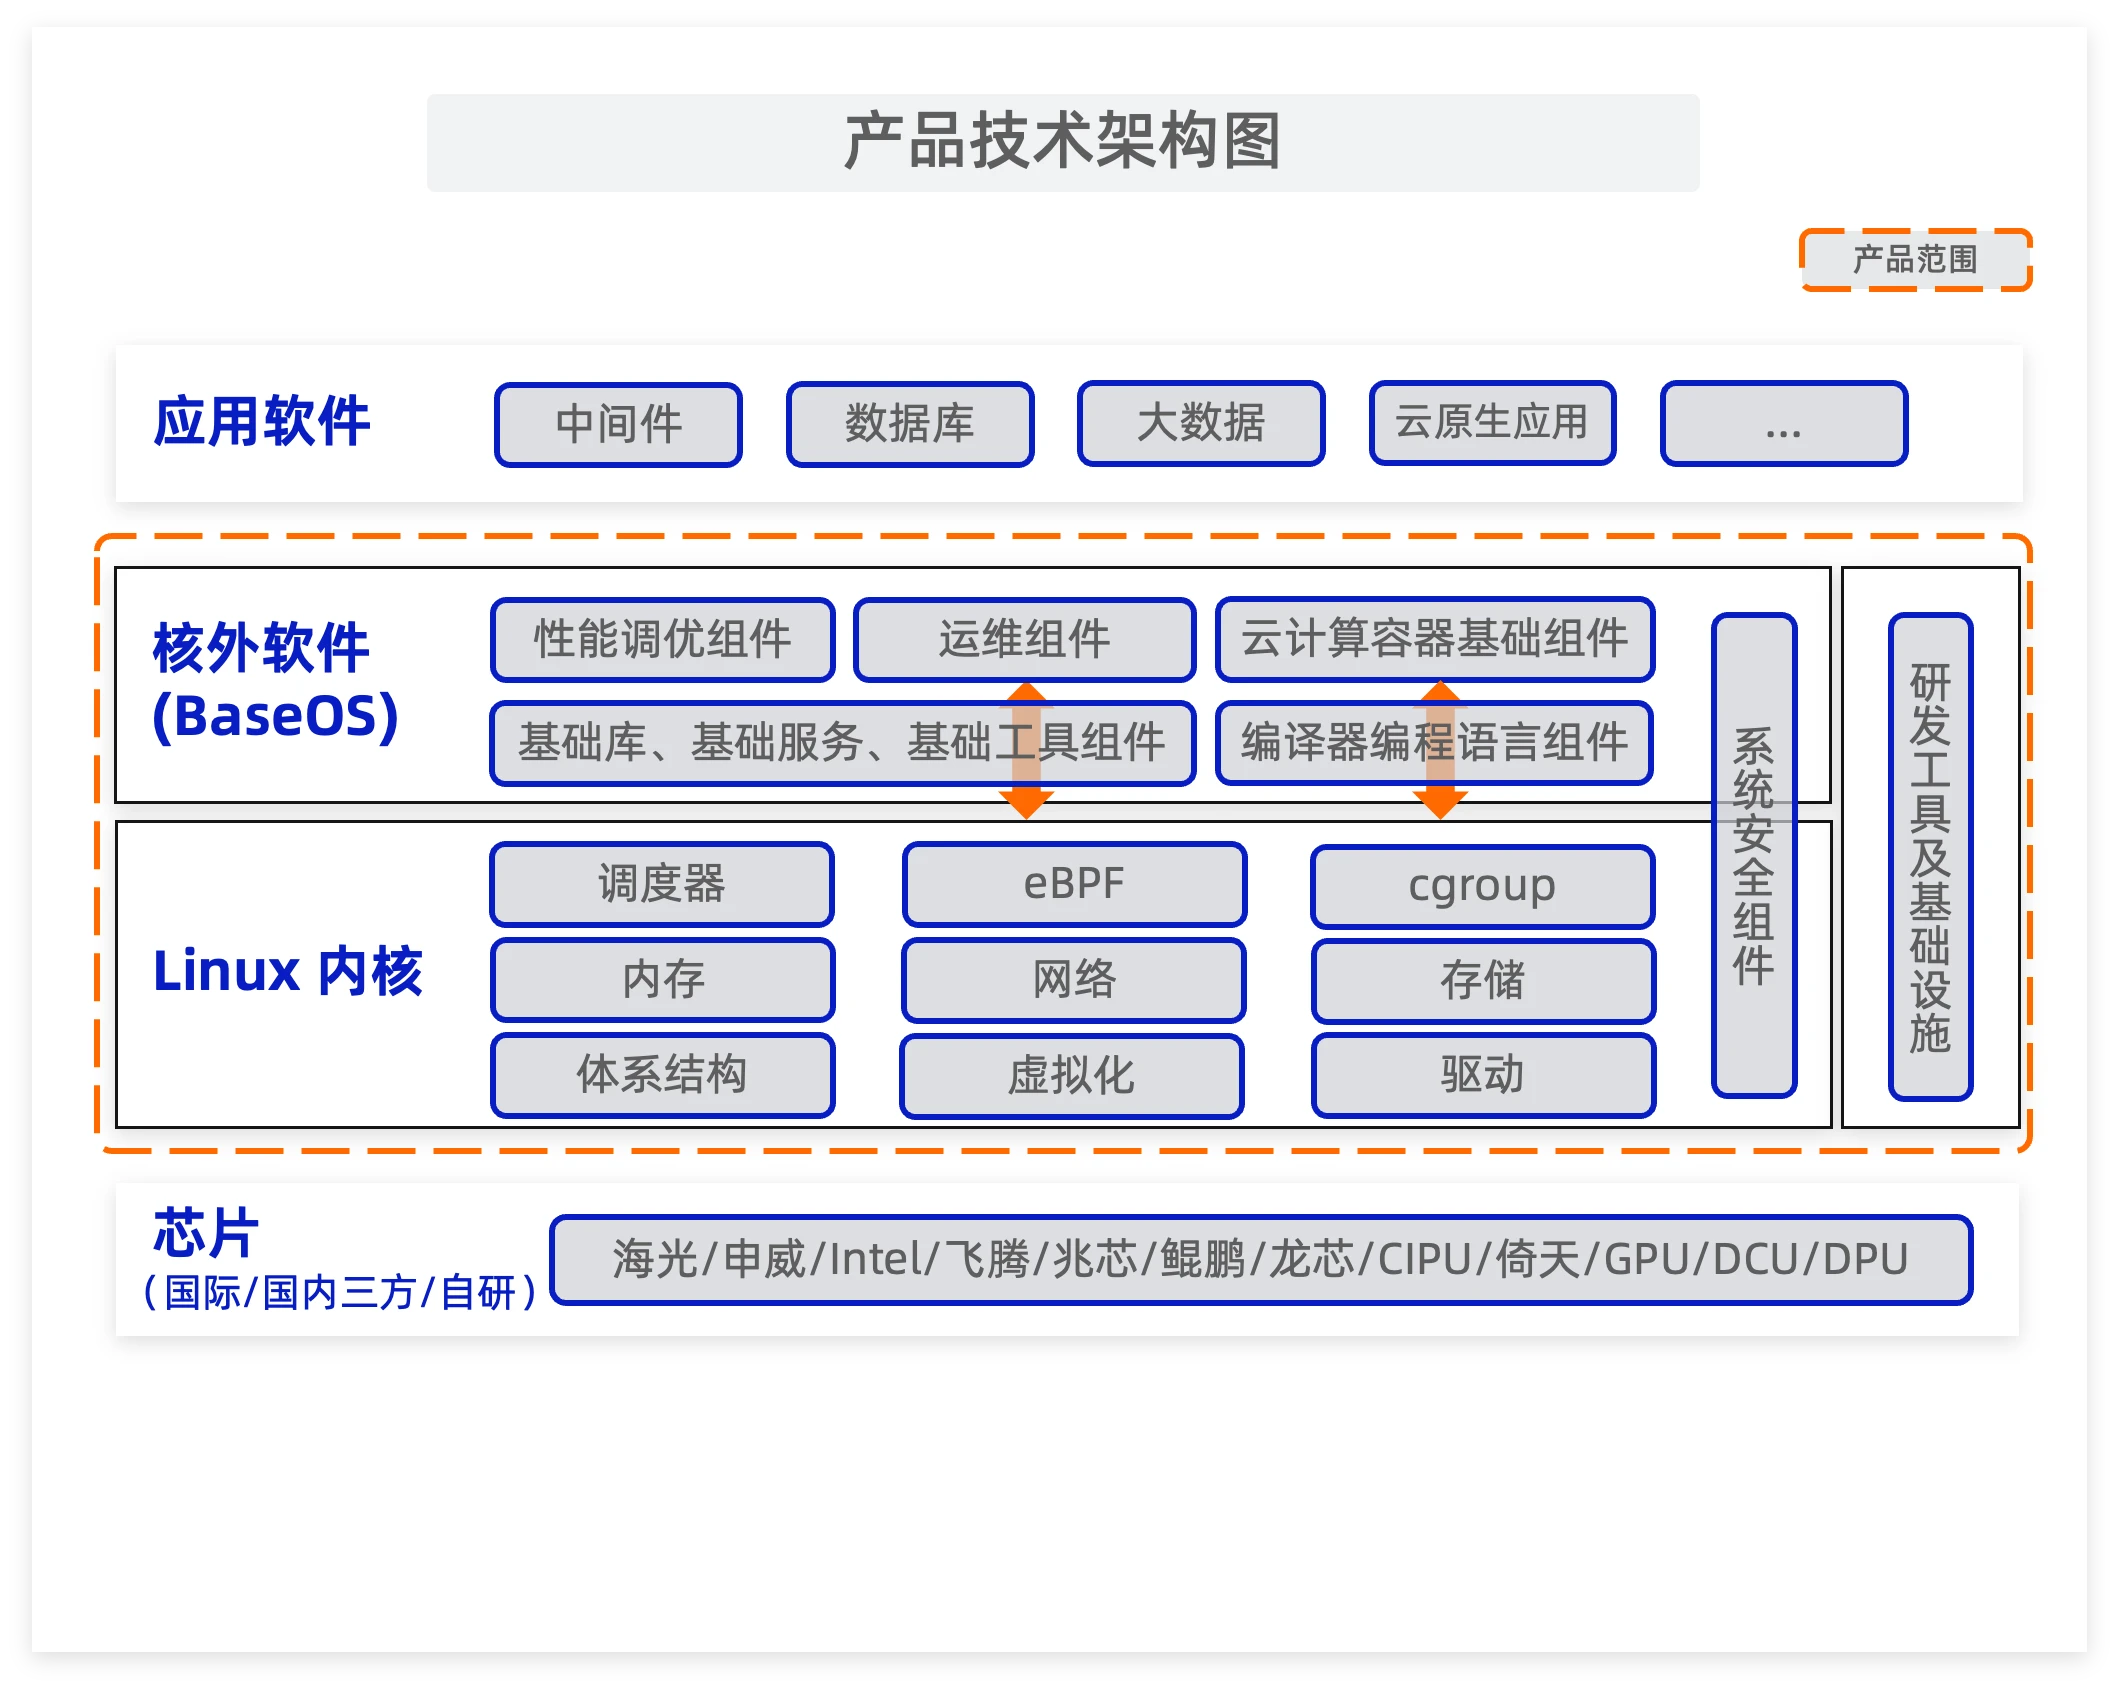 产品技术架构图
产品范围
应用软件
中间件
数据库
大数据
云原生应用
...
核外软件
(BaseOS)
性能调优组件
运维组件
云计算容器基础组件
基础库、基础服务、基础工具组件
编译器编程语言组件
系统安全组件
研发工具及基础设施
Linux 内核
调度器
eBPF
cgroup
内存
网络
存储
体系结构
虚拟化
驱动
芯片
(国际/国内三方/自研)
海光/申威/Intel/飞腾/兆芯/鲲鹏/龙芯/CIPU/倚天/GPU/DCU/DPU